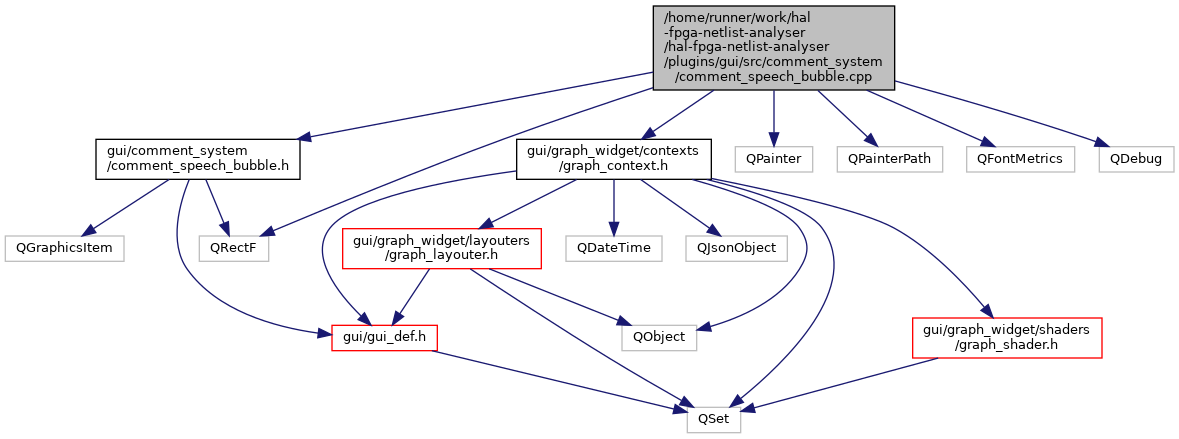 /home/runner/work/hal
-fpga-netlist-analyser
/hal-fpga-netlist-analyser
/plugins/gui/src/comment_system
/comment_speech_bubble.cpp
gui/comment_system
/comment_speech_bubble.h
gui/graph_widget/contexts
/graph_context.h
QPainter
QPainterPath
QFontMetrics
QDebug
QGraphicsItem
QRectF
gui/graph_widget/layouters
/graph_layouter.h
QDateTime
QJsonObject
gui/gui_def.h
QObject
gui/graph_widget/shaders
/graph_shader.h
QSet